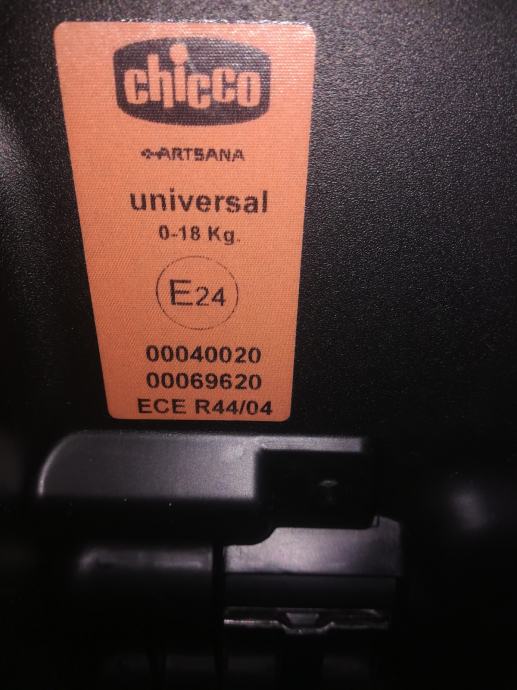 chicco
ARTSANA
universal
0-18 Kg.
E24
00040020
00069620
ECE R44/04